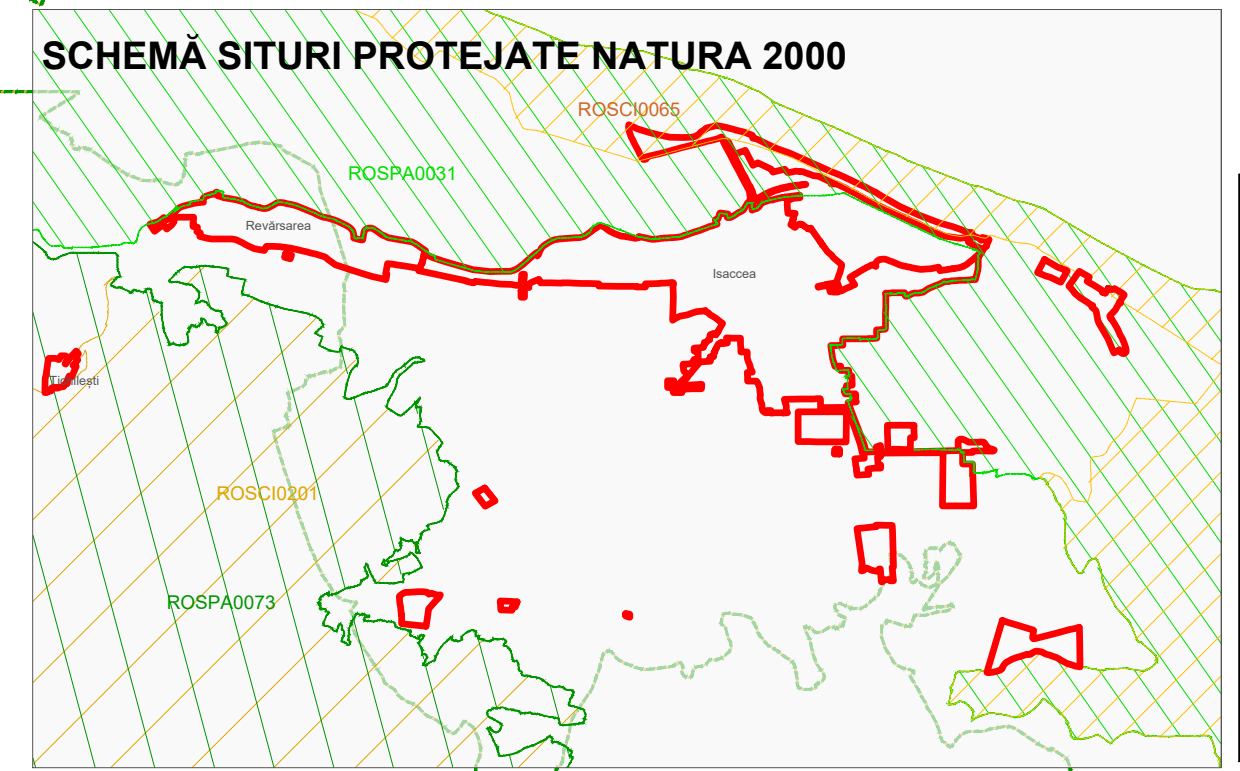 SCHEMĂ SITURI PROTEJATE NATURA 2000
ROSCI0065
ROSPA0031
Revărsarea
Isaccea
ROSCI0201
ROSPA0073